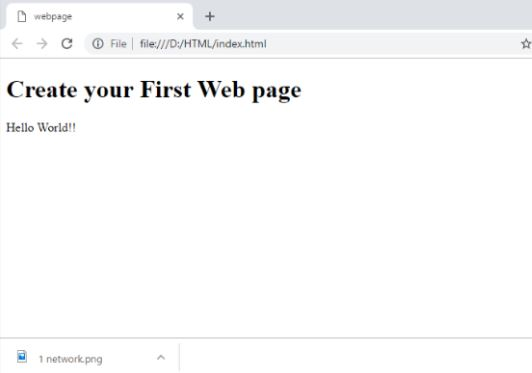 webpage
File file:///D:/HTML/index.html
Create your First Web page
Hello World!!
1 network.png